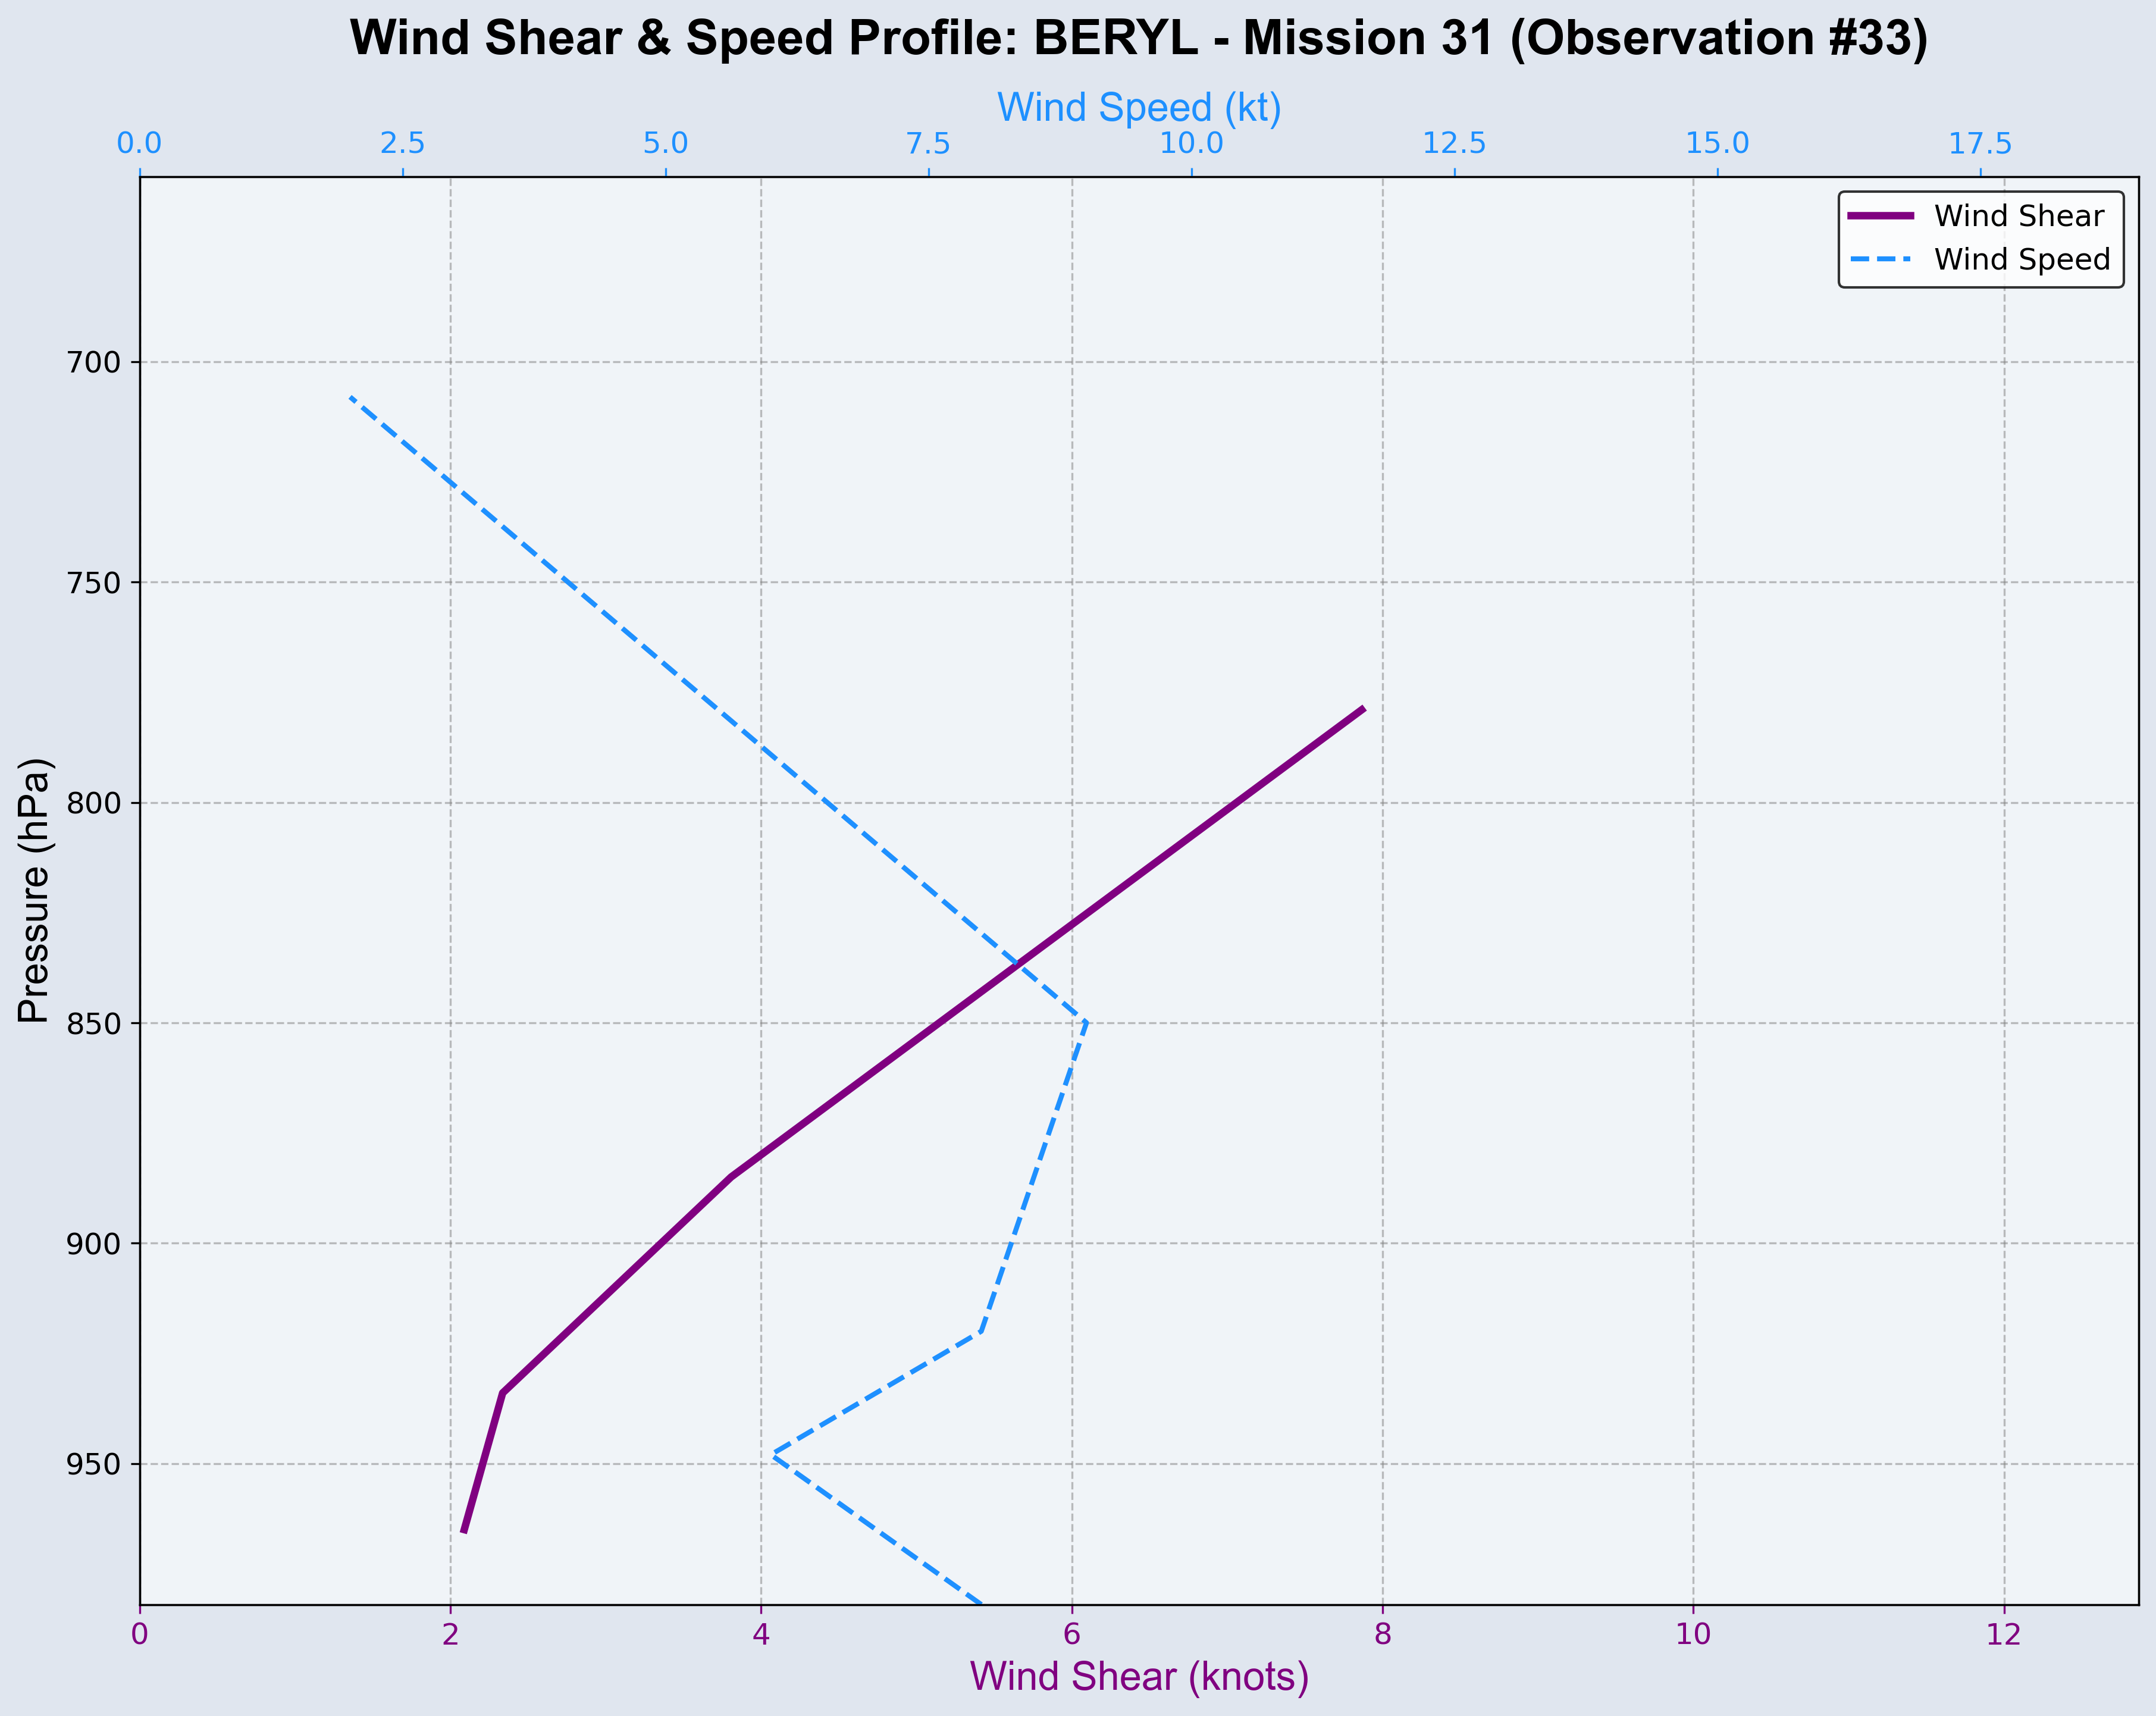 Wind Shear & Speed Profile: BERYL - Mission 31 (Observation #33)
Wind Speed (kt)
0.0 2.5 5.0 7.5 10.0 12.5 15.0 17.5
Wind Shear
Wind Speed
Pressure (hPa)
700
750
800
850
900
950
0 2 4 6 8 10 12
Wind Shear (knots)